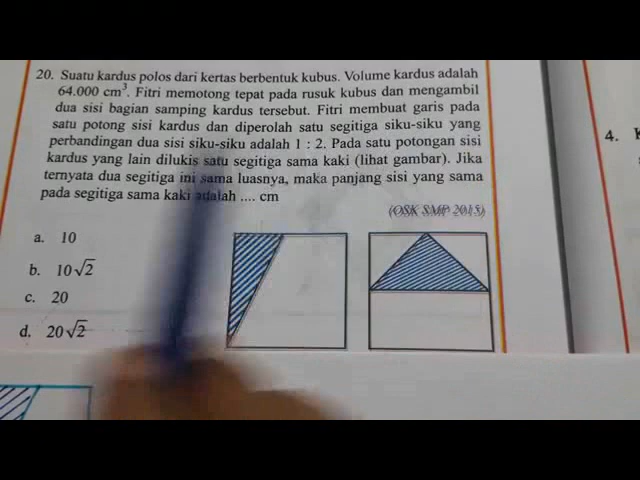 20. Suatu kardus polos dari kertas berbentuk kubus. Volume kardus adalah
64.000 cm³. Fitri memotong tepat pada rusuk kubus dan mengambil
dua sisi bagian samping kardus tersebut. Fitri membuat garis pada
satu potong sisi kardus dan diperolah satu segitiga siku-siku yang
perbandingan dua sisi siku-siku adalah 1 : 2. Pada satu potongan sisi
kardus yang lain dilukis satu segitiga sama kaki (lihat gambar). Jika
ternyata dua segitiga ini sama luasnya, maka panjang sisi yang sama
pada segitiga sama kaki adalah .... cm
(OSK SMP 2015)
a. 10
b. 10√2
c. 20
d. 20√2
4.